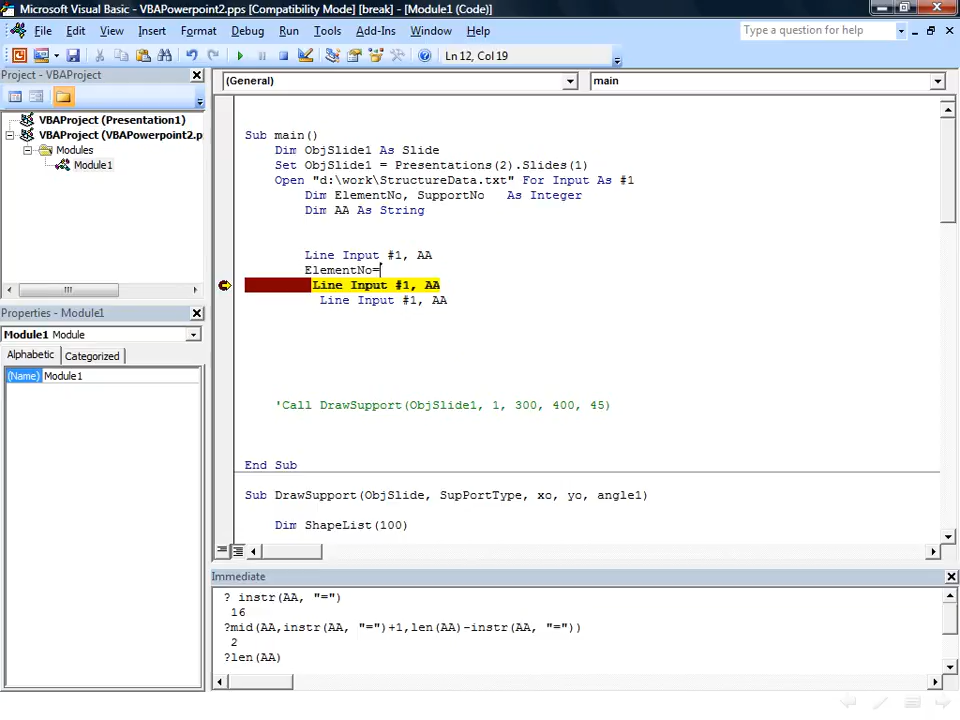 Microsoft Visual Basic - VBAPowerpoint2.pps [Compatibility Mode] [break] - [Module1 (Code)]
File Edit View Insert Format Debug Run Tools Add-Ins Window Help
Type a question for help
Ln 12, Col 19
Project - VBAProject
(General)
main
VBAProject (Presentation1)
VBAProject (VBAPowerpoint2.p
Modules
Module1
Properties - Module1
Module1 Module
Alphabetic Categorized
(Name) Module1
Sub main()
Dim ObjSlide1 As Slide
Set ObjSlide1 = Presentations(2).Slides(1)
Open "d:\work\StructureData.txt" For Input As #1
Dim ElementNo, SupportNo As Integer
Dim AA As String
Line Input #1, AA
ElementNo=
Line Input #1, AA
Line Input #1, AA
'Call DrawSupport(ObjSlide1, 1, 300, 400, 45)
End Sub
Sub DrawSupport(ObjSlide, SupPortType, xo, yo, angle1)
Dim ShapeList(100)
Immediate
? instr(AA, "=")
16
?mid(AA,instr(AA, "=")+1,len(AA)-instr(AA, "="))
2
?len(AA)